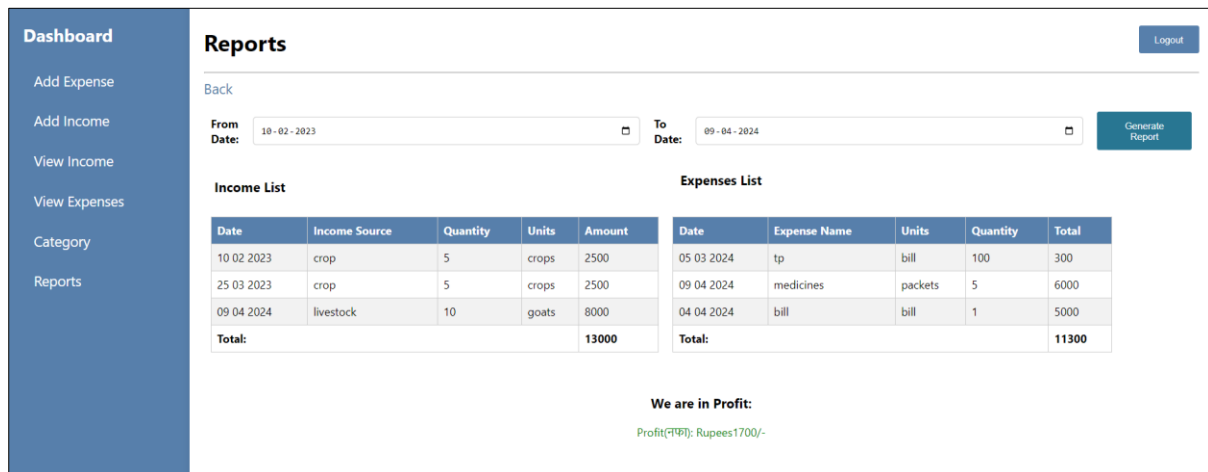 Dashboard
Add Expense
Add Income
View Income
View Expenses
Category
Reports
Reports
Logout
Back
From
Date:
10-02-2023
To
Date:
09-04-2024
Generate
Report
Income List
Date Income Source Quantity Units Amount
10 02 2023 crop 5 crops 2500
25 03 2023 crop 5 crops 2500
09 04 2024 livestock 10 goats 8000
Total: 13000
Expenses List
Date Expense Name Units Quantity Total
05 03 2024 tp bill 100 300
09 04 2024 medicines packets 5 6000
04 04 2024 bill bill 1 5000
Total: 11300
We are in Profit:
Profit(नफा): Rupees1700/-